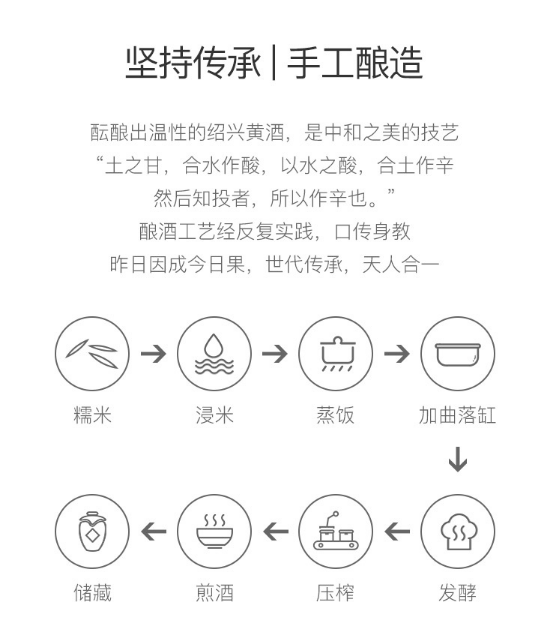 坚持传承 | 手工酿造
酝酿出温性的绍兴黄酒，是中和之美的技艺
“土之甘，合水作酸，以水之酸，合土作辛
然后知投者，所以作辛也。”
酿酒工艺经反复实践，口传身教
昨日因成今日果，世代传承，天人合一
糯米
浸米
蒸饭
加曲落缸
储藏
煎酒
压榨
发酵